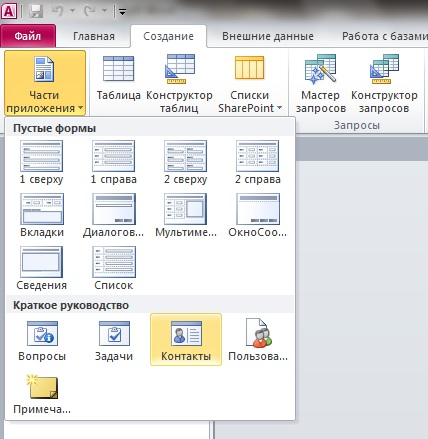 A
Файл Главная Создание Внешние данные Работа с базами
Части приложения
Таблица
Конструктор таблиц
Списки SharePoint
Мастер запросов
Конструктор запросов
Запросы
Пустые формы
1 сверху 1 справа 2 сверху 2 справа
Вкладки Диалогов... Мультиме... ОкноСоо...
Сведения Список
Краткое руководство
Вопросы Задачи Контакты Пользова...
Примеча...